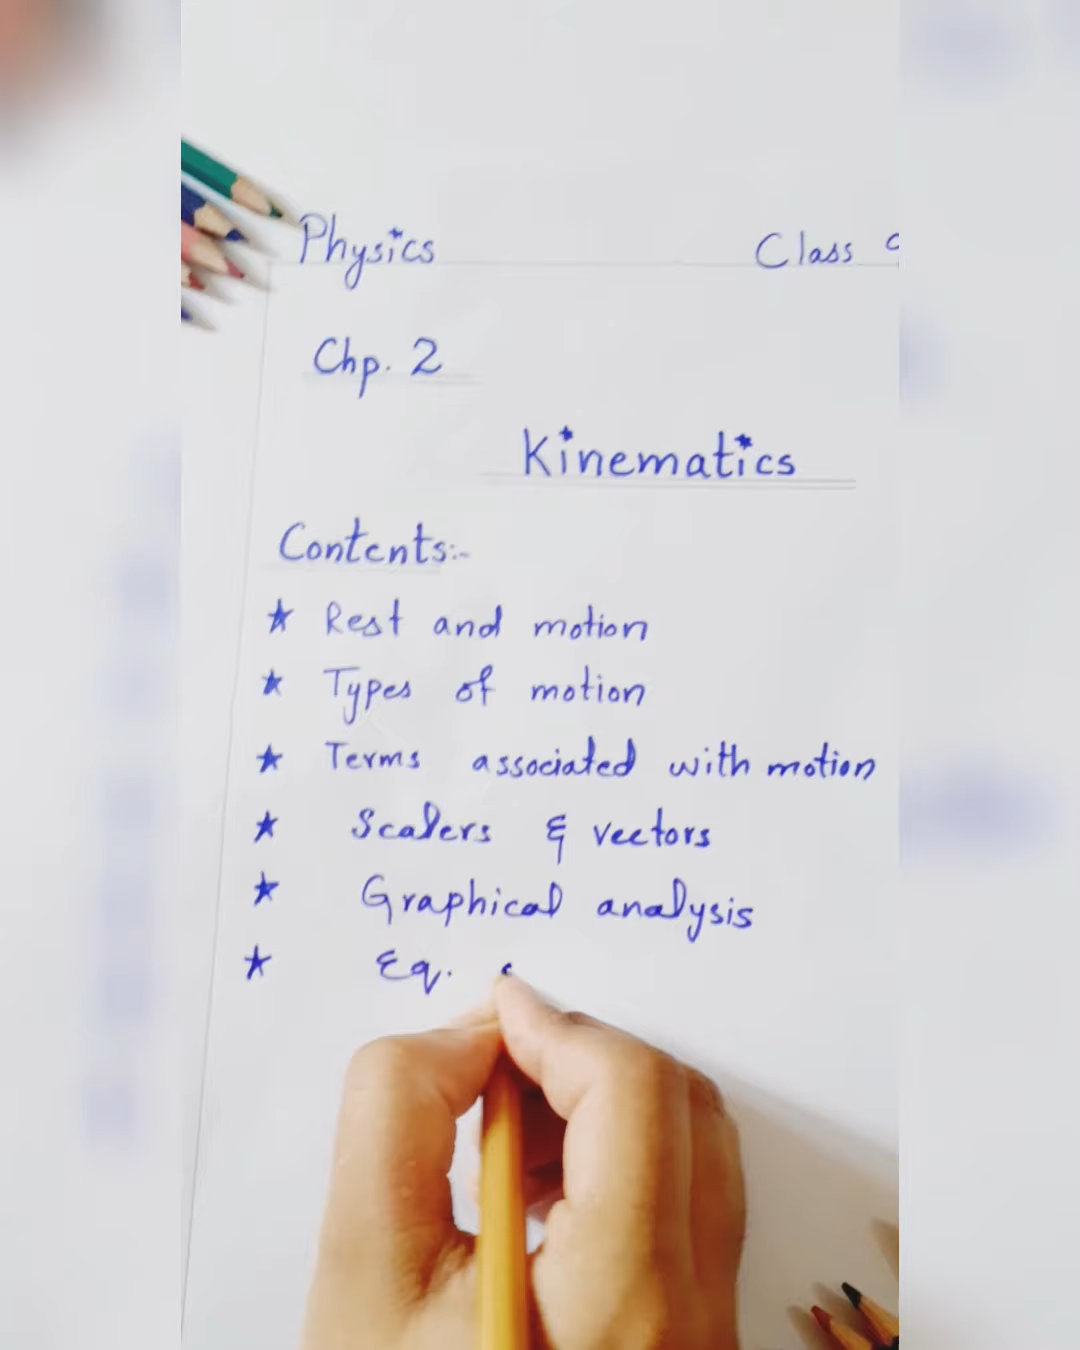 Physics Class
Chp. 2
Kinematics
Contents:-
★ Rest and motion
★ Types of motion
★ Terms associated with motion
★ Scalers & vectors
★ Graphical analysis
★ Eq.